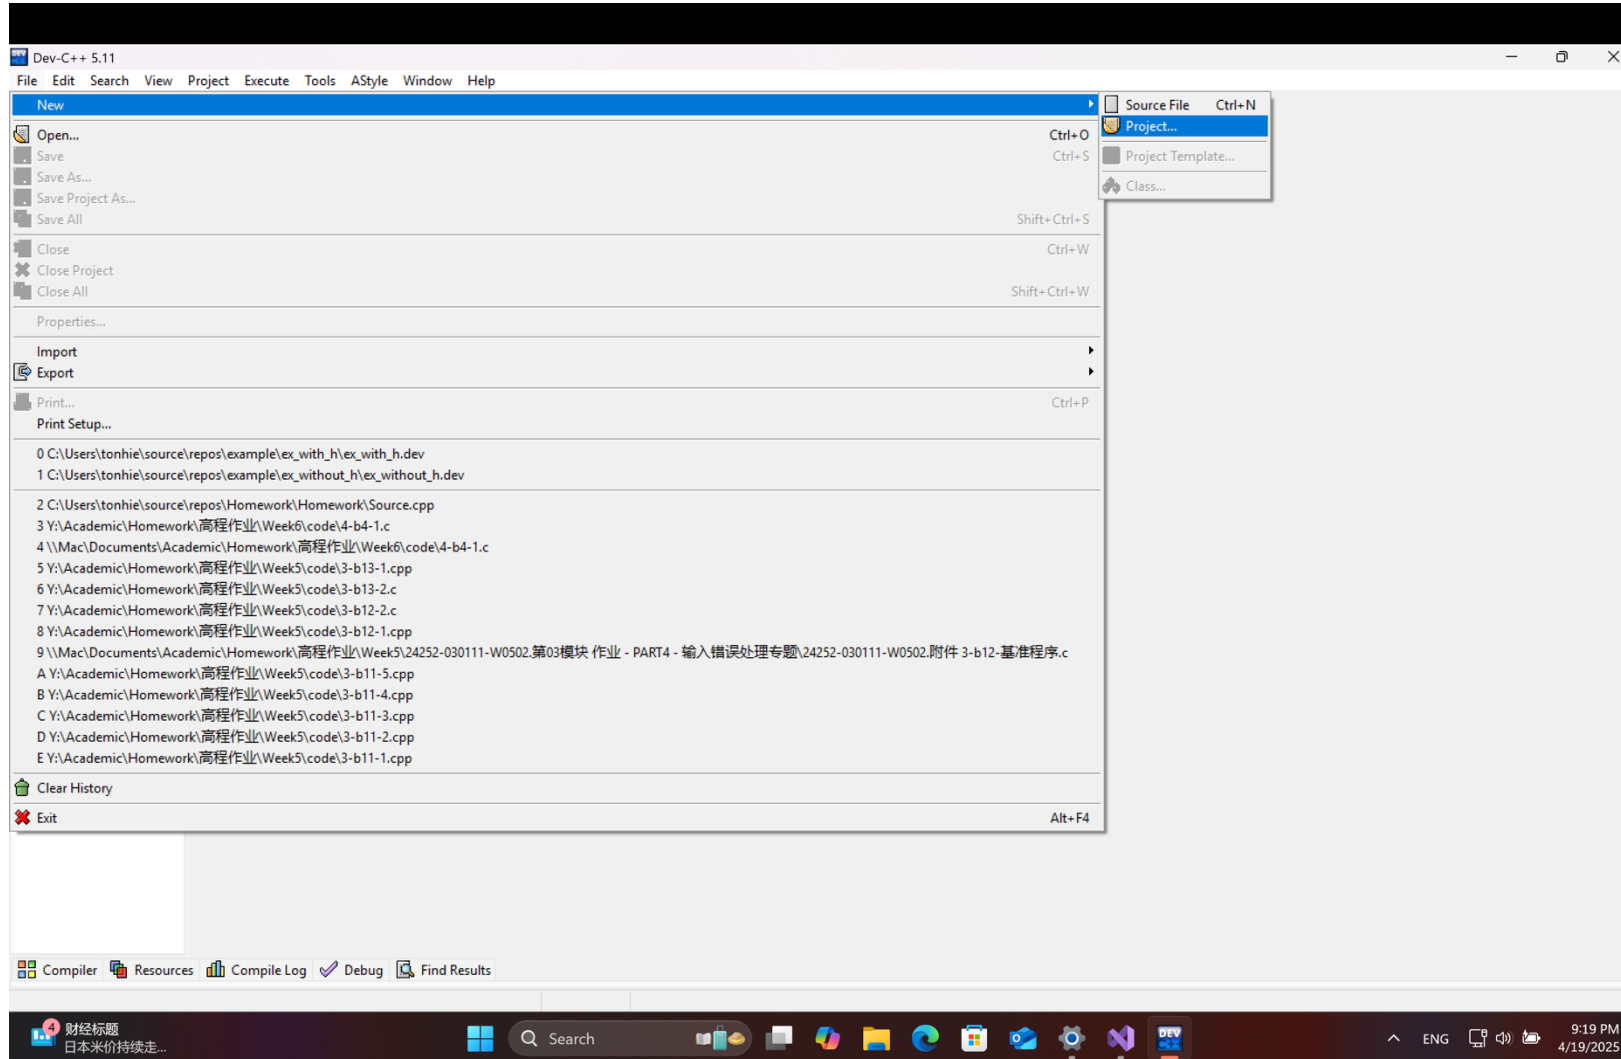 Dev-C++ 5.11
File Edit Search View Project Execute Tools AStyle Window Help
New
Source File Ctrl+N
Project...
Project Template...
Class...
Open... Ctrl+O
Save Ctrl+S
Save As...
Save Project As...
Save All Shift+Ctrl+S
Close Ctrl+W
Close Project
Close All Shift+Ctrl+W
Properties...
Import
Export
Print... Ctrl+P
Print Setup...
0 C:\Users\tonhie\source\repos\example\ex_with_h\ex_with_h.dev
1 C:\Users\tonhie\source\repos\example\ex_without_h\ex_without_h.dev
2 C:\Users\tonhie\source\repos\Homework\Homework\Source.cpp
3 Y:\Academic\Homework\高程作业\Week6\code\4-b4-1.c
4 \\Mac\Documents\Academic\Homework\高程作业\Week6\code\4-b4-1.c
5 Y:\Academic\Homework\高程作业\Week5\code\3-b13-1.cpp
6 Y:\Academic\Homework\高程作业\Week5\code\3-b13-2.c
7 Y:\Academic\Homework\高程作业\Week5\code\3-b12-2.c
8 Y:\Academic\Homework\高程作业\Week5\code\3-b12-1.cpp
9 \\Mac\Documents\Academic\Homework\高程作业\Week5\24252-030111-W0502.第03模块 作业 - PART4 - 输入错误处理专题\24252-030111-W0502.附件 3-b12-基准程序.c
A Y:\Academic\Homework\高程作业\Week5\code\3-b11-5.cpp
B Y:\Academic\Homework\高程作业\Week5\code\3-b11-4.cpp
C Y:\Academic\Homework\高程作业\Week5\code\3-b11-3.cpp
D Y:\Academic\Homework\高程作业\Week5\code\3-b11-2.cpp
E Y:\Academic\Homework\高程作业\Week5\code\3-b11-1.cpp
Clear History
Exit Alt+F4
Compiler Resources Compile Log Debug Find Results
4 财经标题
日本米价持续走...
Search
DEV
ENG
9:19 PM
4/19/2025